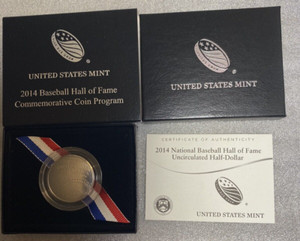 UNITED STATES MINT
2014 Baseball Hall of Fame
Commemorative Coin Program
UNITED STATES MINT
CERTIFICATE OF AUTHENTICITY
2014 National Baseball Hall of Fame
Uncirculated Half-Dollar
UNITED STATES MINT